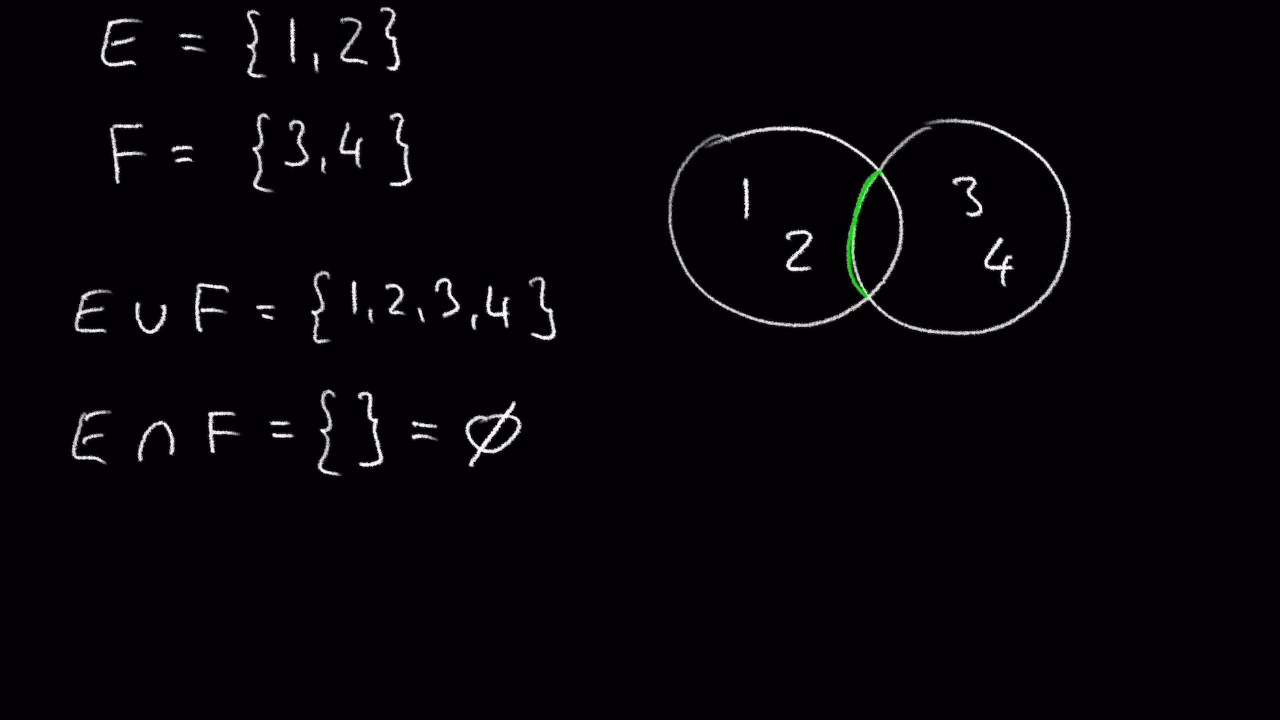 E = {1,2}
F = {3,4}
E ∪ F = {1,2,3,4}
E ∩ F = {} = ∅
1
2
3
4